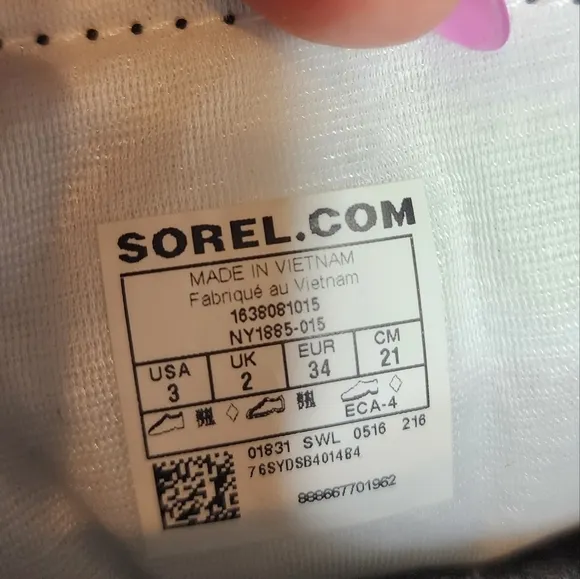 SOREL.COM
MADE IN VIETNAM
Fabriqué au Vietnam
1638081015
NY1885-015
USA UK EUR CM
3 2 34 21
ECA-4
01831 SWL 0516 216
76SYDSB401484
888667701962